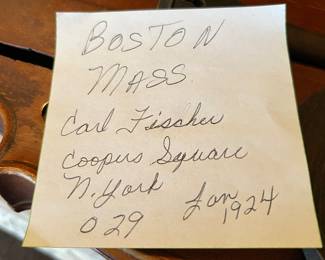 BOSTON
MASS.
Carl Fischer
Coopers Square
N. York
029 Jan, 1924